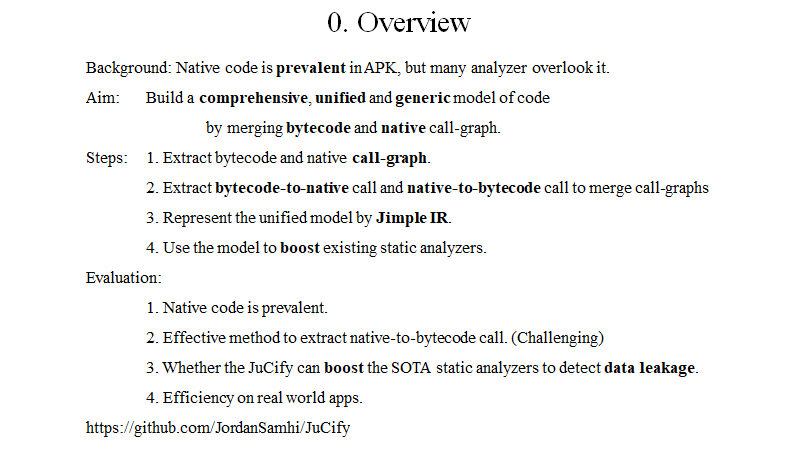 0. Overview
Background: Native code is prevalent in APK, but many analyzer overlook it.
Aim: Build a comprehensive, unified and generic model of code
by merging bytecode and native call-graph.
Steps: 1. Extract bytecode and native call-graph.
2. Extract bytecode-to-native call and native-to-bytecode call to merge call-graphs
3. Represent the unified model by Jimple IR.
4. Use the model to boost existing static analyzers.
Evaluation:
1. Native code is prevalent.
2. Effective method to extract native-to-bytecode call. (Challenging)
3. Whether the JuCify can boost the SOTA static analyzers to detect data leakage.
4. Efficiency on real world apps.
https://github.com/JordanSamhi/JuCify